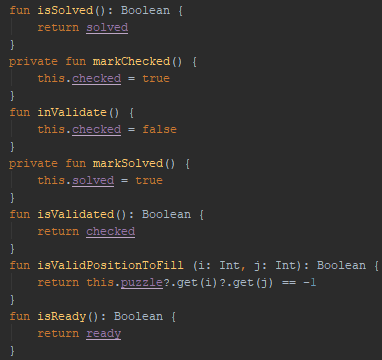 fun isSolved(): Boolean {
    return solved
}
private fun markChecked() {
    this.checked = true
}
fun inValidate() {
    this.checked = false
}
private fun markSolved() {
    this.solved = true
}
fun isValidated(): Boolean {
    return checked
}
fun isValidPositionToFill (i: Int, j: Int): Boolean {
    return this.puzzle?.get(i)?.get(j) == -1
}
fun isReady(): Boolean {
    return ready
}